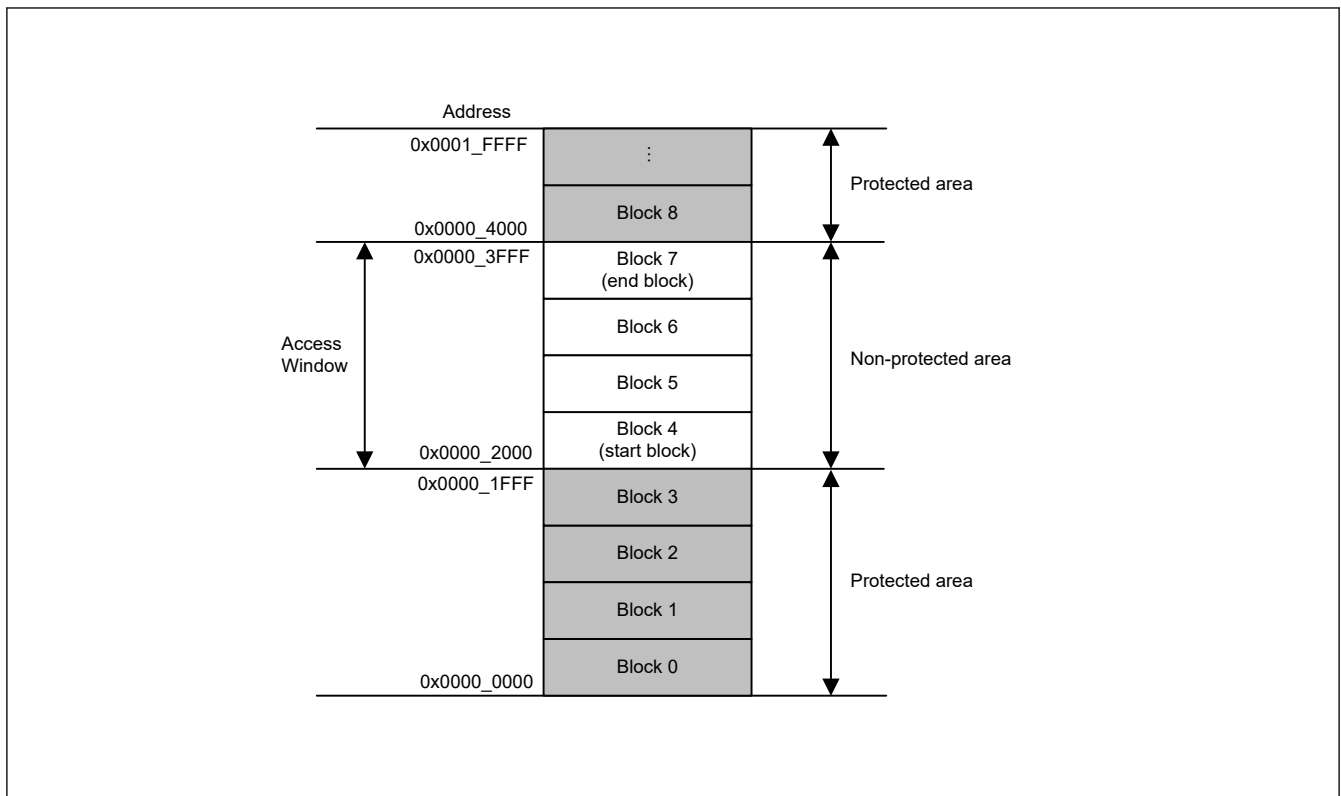 Address
0x0001_FFFF
⋮
Protected area
Block 8
0x0000_4000
0x0000_3FFF
Block 7
(end block)
Block 6
Access
Window
Non-protected area
Block 5
Block 4
(start block)
0x0000_2000
0x0000_1FFF
Block 3
Block 2
Protected area
Block 1
Block 0
0x0000_0000